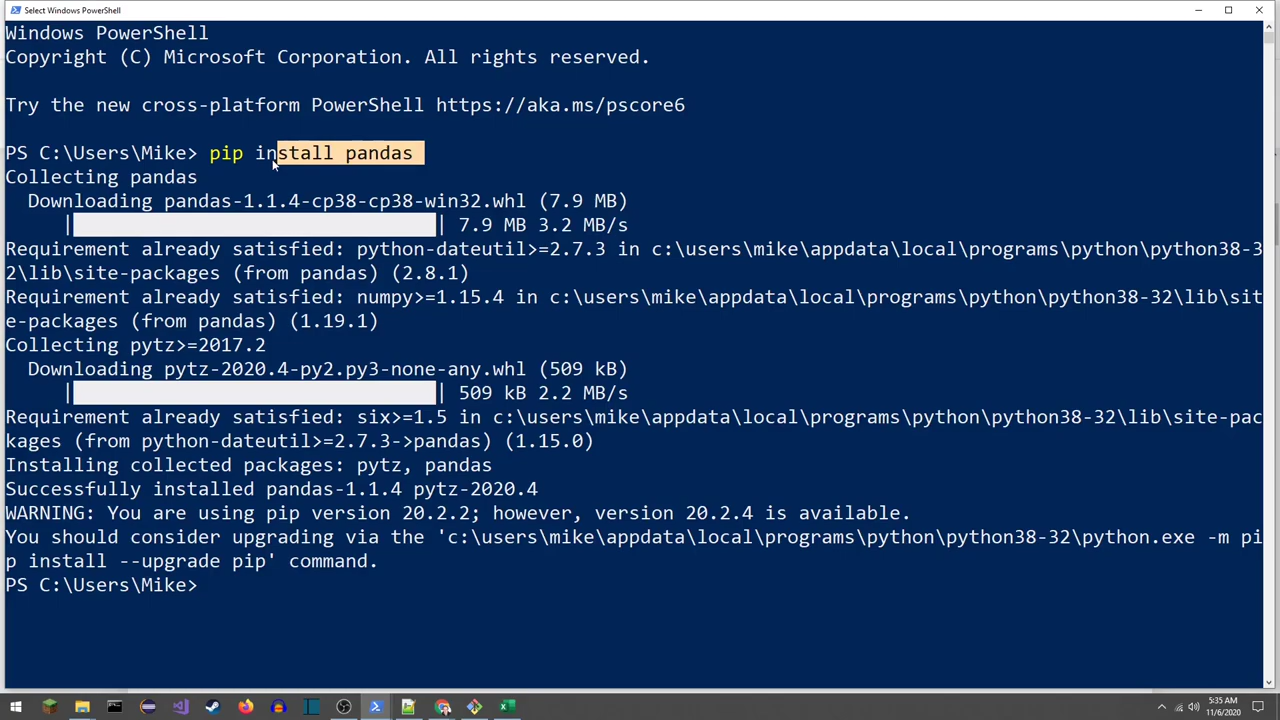 Select Windows PowerShell
Windows PowerShell
Copyright (C) Microsoft Corporation. All rights reserved.
Try the new cross-platform PowerShell https://aka.ms/pscore6
PS C:\Users\Mike> pip install pandas
Collecting pandas
  Downloading pandas-1.1.4-cp38-cp38-win32.whl (7.9 MB)
     |████████████████████████████████| 7.9 MB 3.2 MB/s
Requirement already satisfied: python-dateutil>=2.7.3 in c:\users\mike\appdata\local\programs\python\python38-3
2\lib\site-packages (from pandas) (2.8.1)
Requirement already satisfied: numpy>=1.15.4 in c:\users\mike\appdata\local\programs\python\python38-32\lib\sit
e-packages (from pandas) (1.19.1)
Collecting pytz>=2017.2
  Downloading pytz-2020.4-py2.py3-none-any.whl (509 kB)
     |████████████████████████████████| 509 kB 2.2 MB/s
Requirement already satisfied: six>=1.5 in c:\users\mike\appdata\local\programs\python\python38-32\lib\site-pac
kages (from python-dateutil>=2.7.3->pandas) (1.15.0)
Installing collected packages: pytz, pandas
Successfully installed pandas-1.1.4 pytz-2020.4
WARNING: You are using pip version 20.2.2; however, version 20.2.4 is available.
You should consider upgrading via the 'c:\users\mike\appdata\local\programs\python\python38-32\python.exe -m pi
p install --upgrade pip' command.
PS C:\Users\Mike>
5:35 AM
11/6/2020